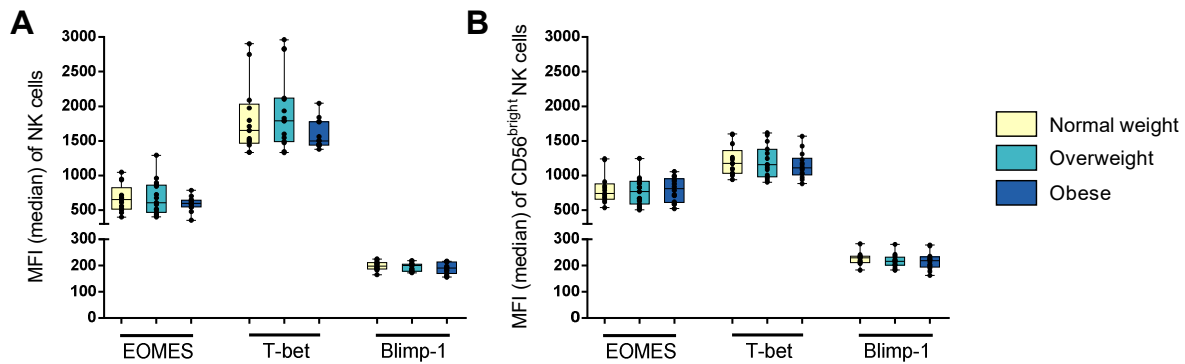 A
MFI (median) of NK cells
3000
2500
2000
1500
1000
500
300
200
100
0
EOMES
T-bet
Blimp-1
B
MFI (median) of CD56bright NK cells
3000
2500
2000
1500
1000
500
300
200
100
0
EOMES
T-bet
Blimp-1
Normal weight
Overweight
Obese